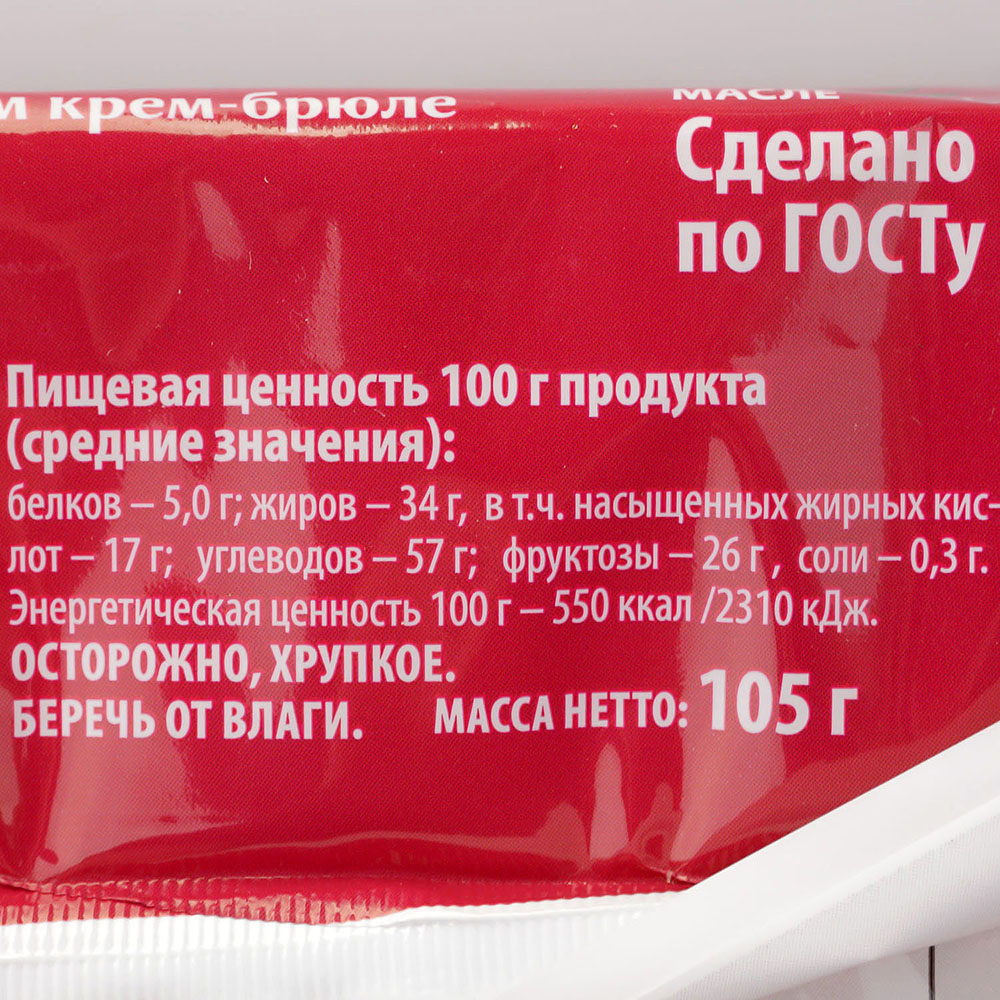 м крем-брюле
МАСЛЕ
Сделано
по ГОСТу
Пищевая ценность 100 г продукта
(средние значения):
белков – 5,0 г; жиров – 34 г, в т.ч. насыщенных жирных кис-
лот – 17 г; углеводов – 57 г; фруктозы – 26 г, соли – 0,3 г.
Энергетическая ценность 100 г – 550 ккал /2310 кДж.
ОСТОРОЖНО, ХРУПКОЕ.
БЕРЕЧЬ ОТ ВЛАГИ. МАССА НЕТТО: 105 г